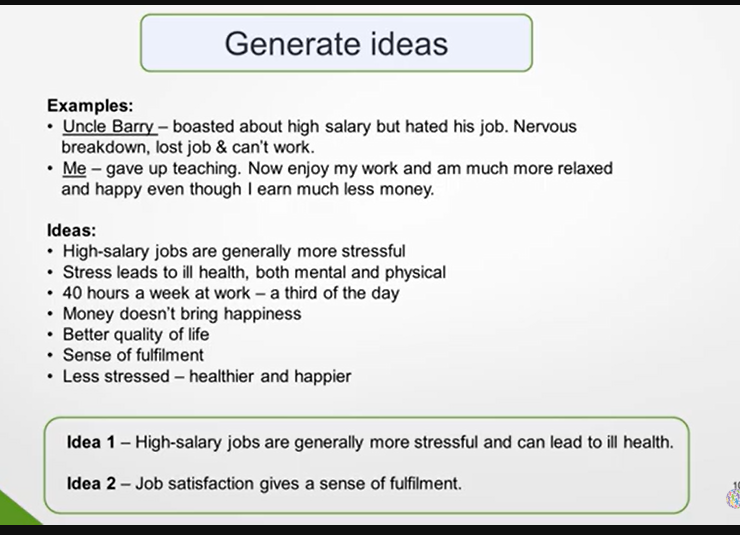 Generate ideas
Examples:
• Uncle Barry – boasted about high salary but hated his job. Nervous
breakdown, lost job & can't work.
• Me – gave up teaching. Now enjoy my work and am much more relaxed
and happy even though I earn much less money.
Ideas:
• High-salary jobs are generally more stressful
• Stress leads to ill health, both mental and physical
• 40 hours a week at work – a third of the day
• Money doesn't bring happiness
• Better quality of life
• Sense of fulfilment
• Less stressed – healthier and happier
Idea 1 – High-salary jobs are generally more stressful and can lead to ill health.
Idea 2 – Job satisfaction gives a sense of fulfilment.